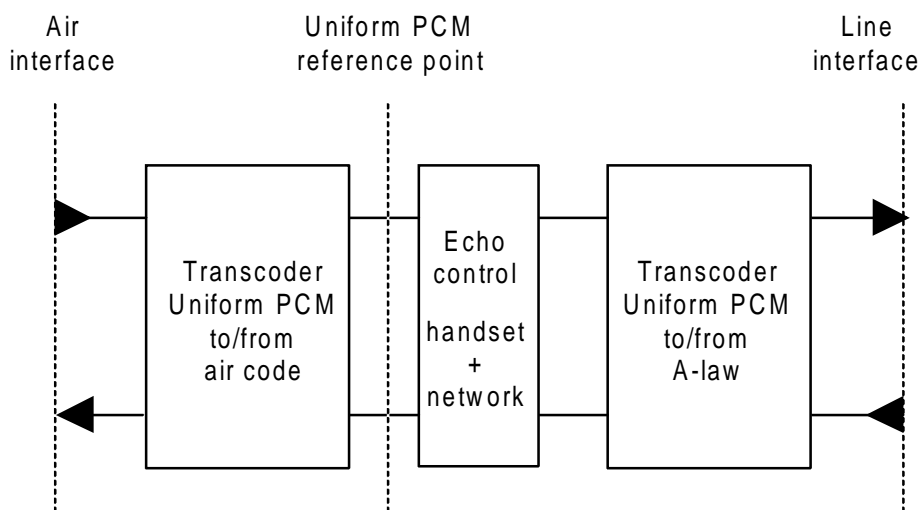 Air
interface
Uniform PCM
reference point
Line
interface
Transcoder
Uniform PCM
to/from
air code
Echo
control
handset
+
network
Transcoder
Uniform PCM
to/from
A-law